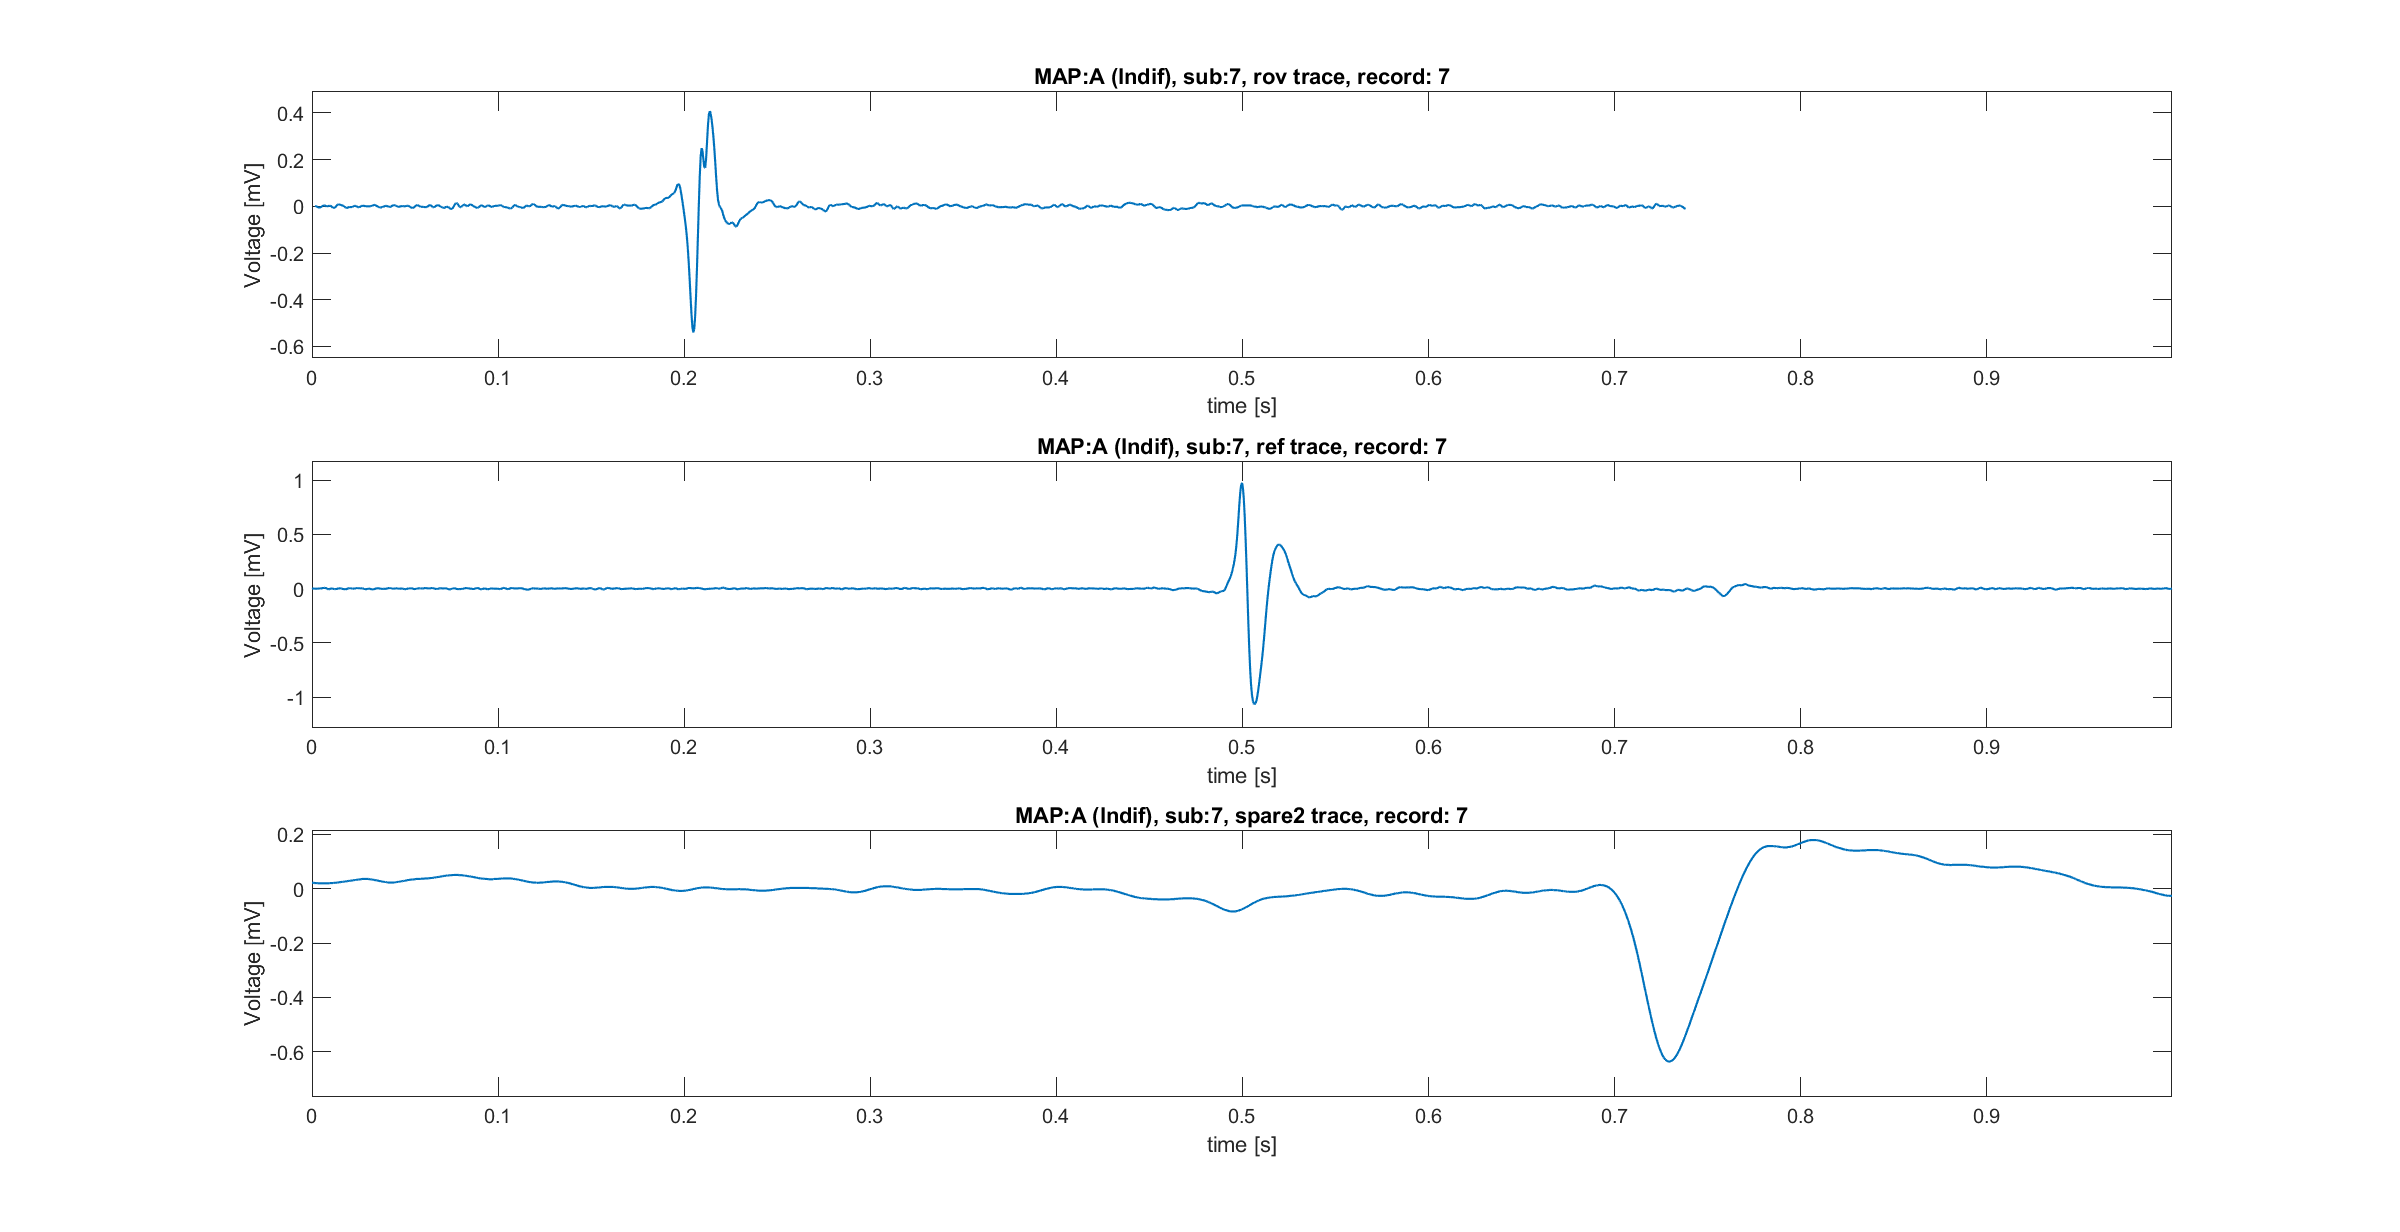 MAP:A (Indif), sub:7, rov trace, record: 7
Voltage [mV]
0.4
0.2
0
-0.2
-0.4
-0.6
0 0.1 0.2 0.3 0.4 0.5 0.6 0.7 0.8 0.9
time [s]
MAP:A (Indif), sub:7, ref trace, record: 7
Voltage [mV]
1
0.5
0
-0.5
-1
0 0.1 0.2 0.3 0.4 0.5 0.6 0.7 0.8 0.9
time [s]
MAP:A (Indif), sub:7, spare2 trace, record: 7
Voltage [mV]
0.2
0
-0.2
-0.4
-0.6
0 0.1 0.2 0.3 0.4 0.5 0.6 0.7 0.8 0.9
time [s]